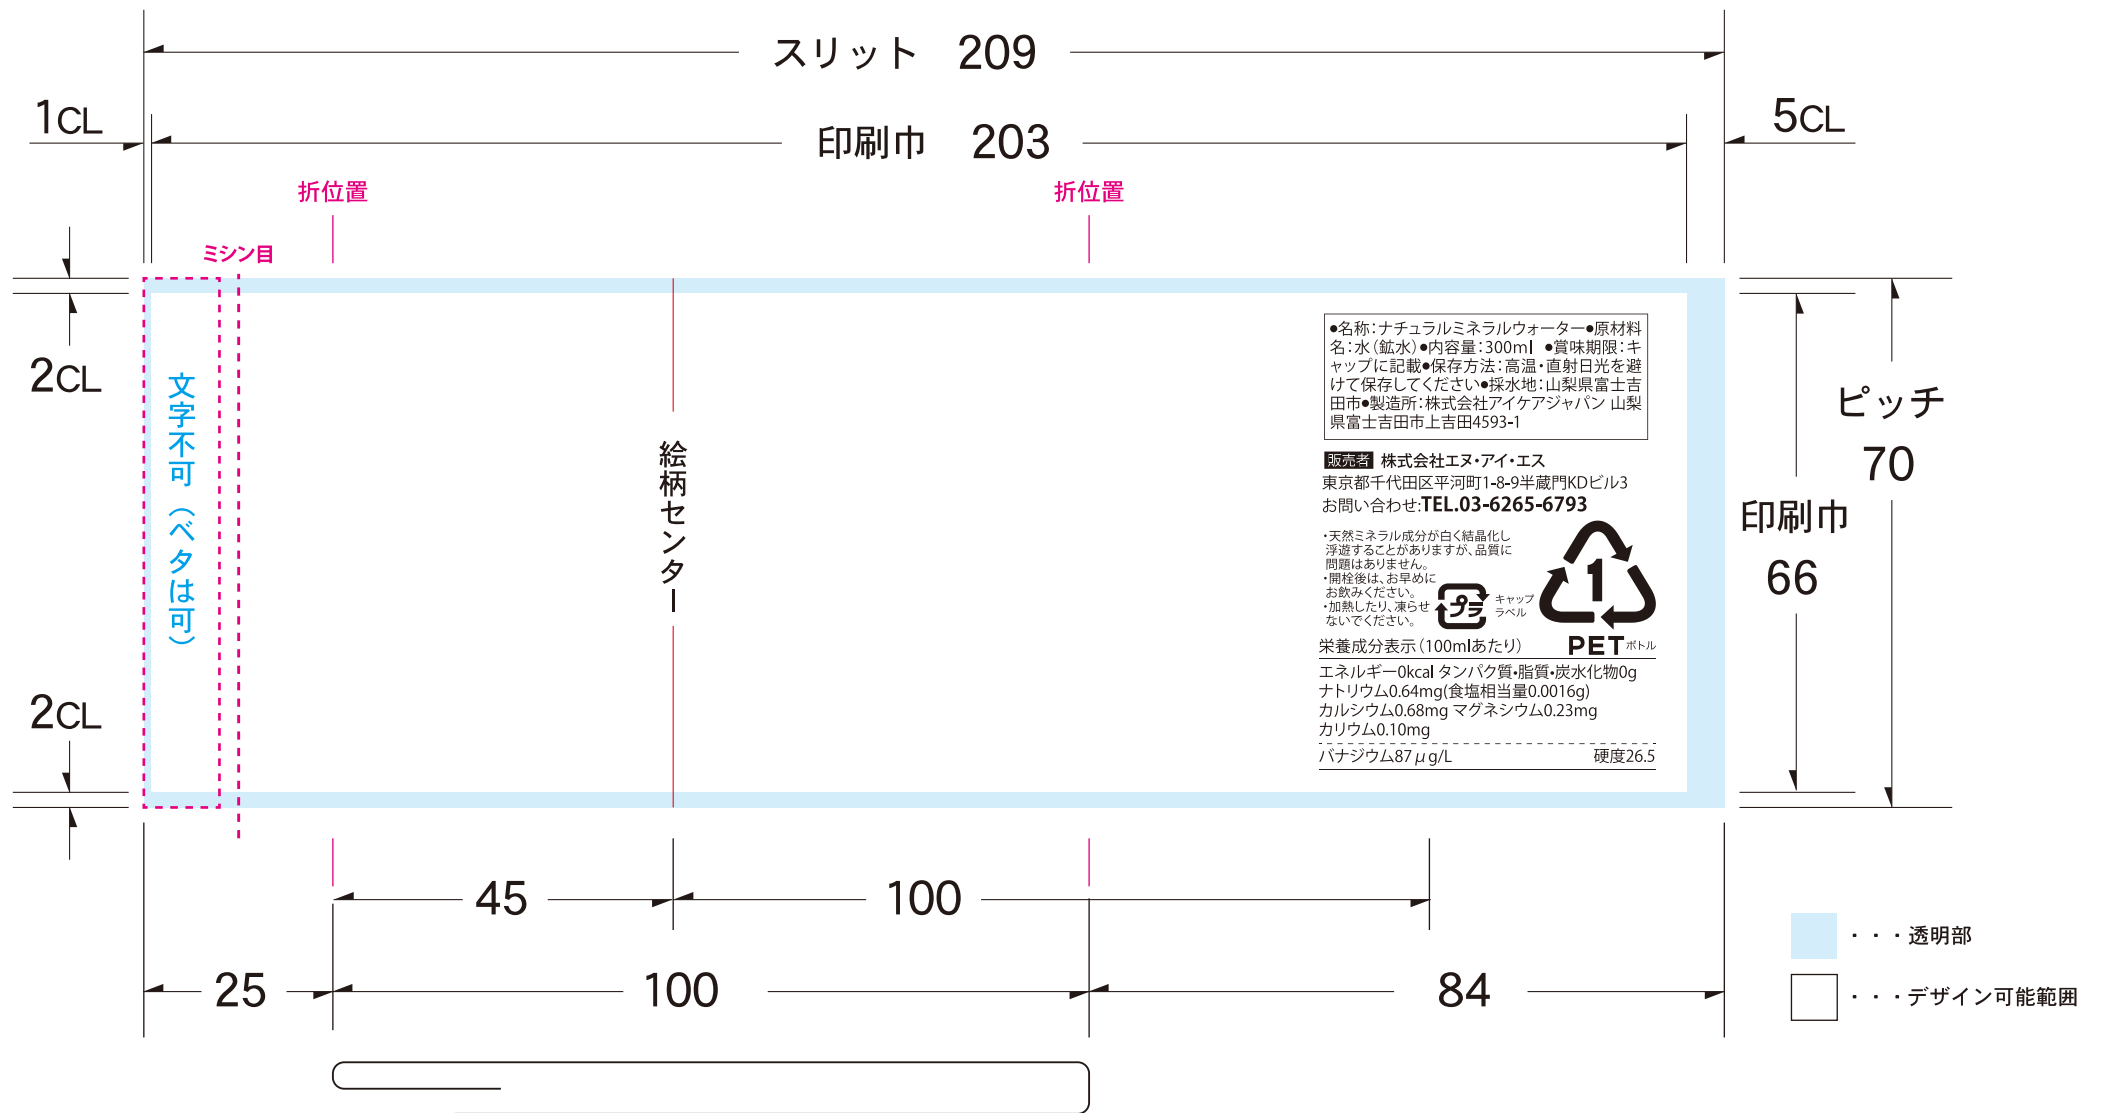 スリット 209
1CL
5CL
印刷巾 203
折位置
折位置
ミシン目
2CL
文字不可（ベタは可）
2CL
絵柄センター
●名称：ナチュラルミネラルウォーター●原材料
名：水（鉱水）●内容量：300ml ●賞味期限：キ
ャップに記載●保存方法：高温・直射日光を避
けて保存してください●採水地：山梨県富士吉
田市●製造所：株式会社アイケアジャパン 山梨
県富士吉田市上吉田4593-1
販売者 株式会社エヌ・アイ・エス
東京都千代田区平河町1-8-9半蔵門KDビル3
お問い合わせ:TEL.03-6265-6793
・天然ミネラル成分が白く結晶化し
浮遊することがありますが、品質に
問題はありません。
・開栓後は、お早めに
お飲みください。
・加熱したり、凍らせ
ないでください。
プラ
キャップ
ラベル
1
PETボトル
栄養成分表示（100mlあたり）
エネルギー0kcal タンパク質・脂質・炭水化物0g
ナトリウム0.64mg(食塩相当量0.0016g)
カルシウム0.68mg マグネシウム0.23mg
カリウム0.10mg
バナジウム87μg/L 硬度26.5
ピッチ
70
印刷巾
66
45
100
25
100
84
・・・透明部
・・・デザイン可能範囲